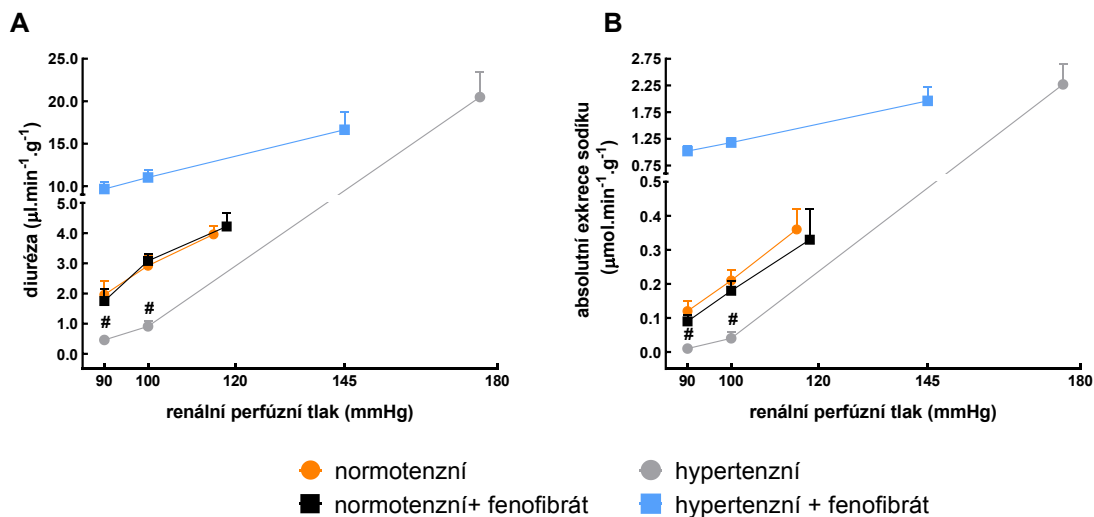 A
25.0
20.0
15.0
10.0
5.0
4.0
3.0
2.0
1.0
0.0
diuréza (µl.min⁻¹.g⁻¹)
#
#
90 100 120 145 180
renální perfúzní tlak (mmHg)
B
2.75
2.25
1.75
1.25
0.75
0.5
0.4
0.3
0.2
0.1
0.0
absolutní exkrece sodíku
(µmol.min⁻¹.g⁻¹)
#
#
90 100 120 145 180
renální perfúzní tlak (mmHg)
normotenzní
hypertenzní
normotenzní+ fenofibrát
hypertenzní + fenofibrát